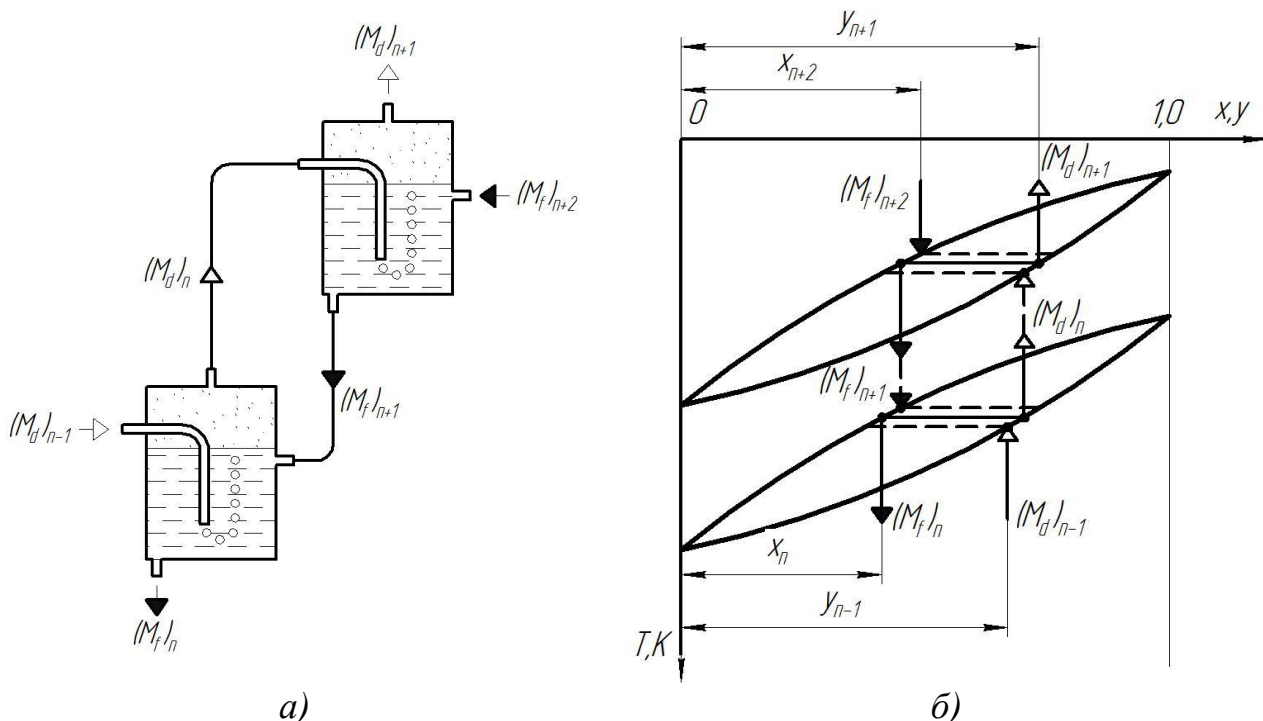 (M_d)_{n+1}
(M_f)_{n+2}
(M_d)_n
(M_f)_{n+1}
(M_d)_{n-1}
(M_f)_n
а)
y_{n+1}
x_{n+2}
0
1,0
x,y
(M_d)_{n+1}
(M_f)_{n+2}
(M_d)_n
(M_f)_{n+1}
(M_f)_n
(M_d)_{n-1}
x_n
y_{n-1}
T,K
б)